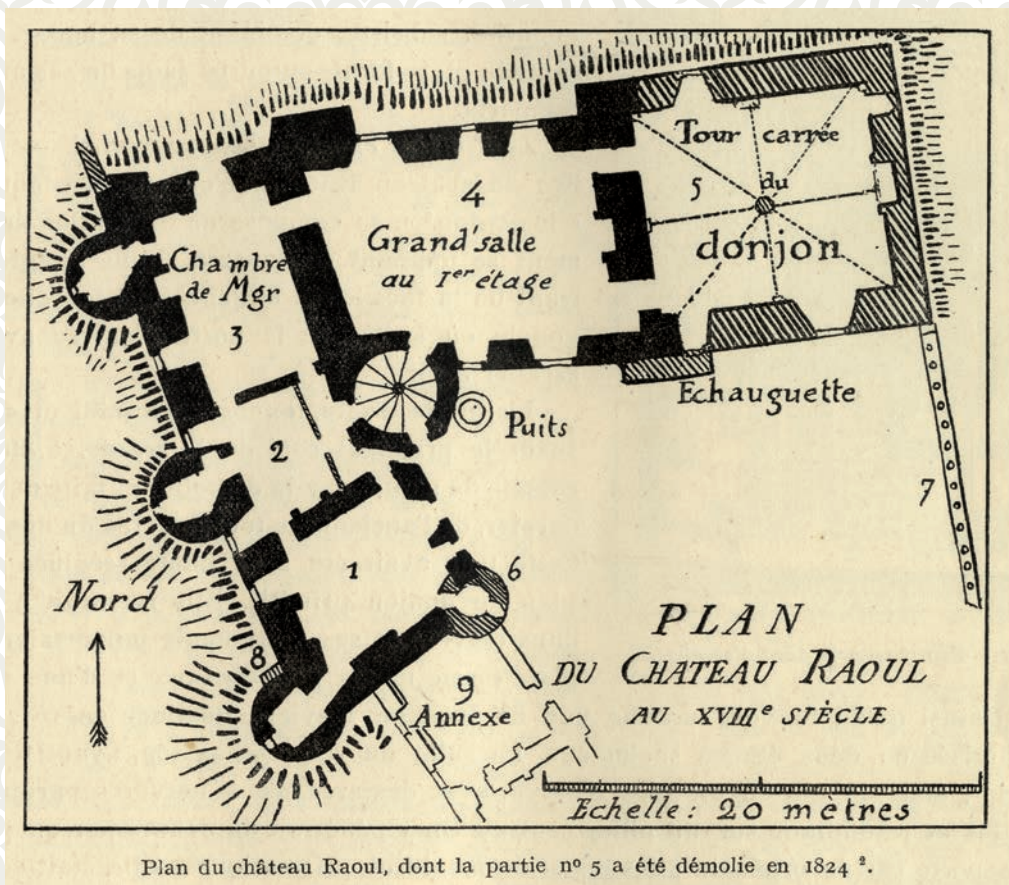 Tour carrée
5 du
donjon
4
Grand'salle
au 1er étage
Chambre
de Mgr
3
Echauguette
Puits
2
7
1
6
Nord
8
9
Annexe
PLAN
DU CHATEAU RAOUL
AU XVIIIe SIÈCLE
Echelle: 20 mètres
Plan du château Raoul, dont la partie no 5 a été démolie en 1824 2.